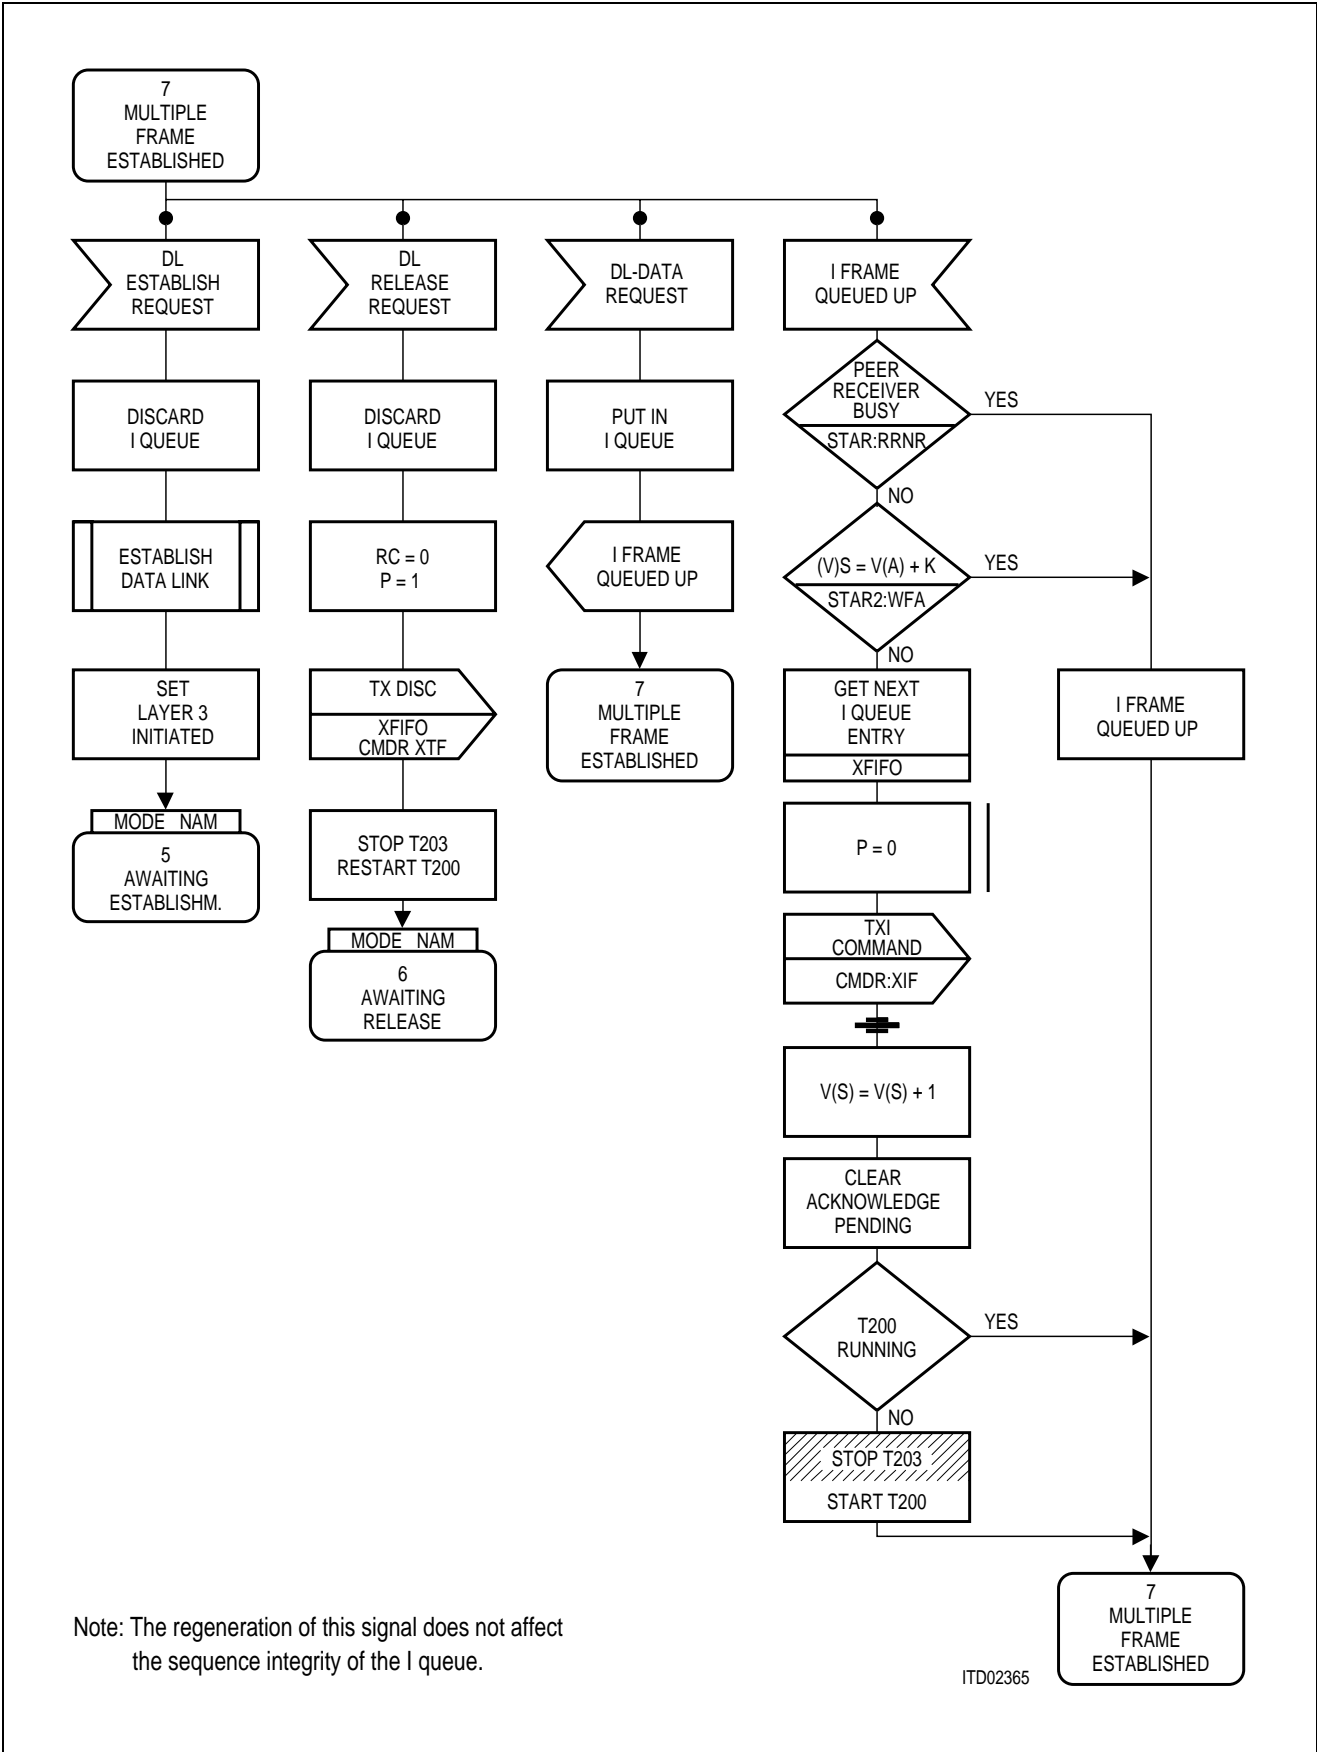 7
MULTIPLE
FRAME
ESTABLISHED
DL
ESTABLISH
REQUEST
DISCARD
I QUEUE
ESTABLISH
DATA LINK
SET
LAYER 3
INITIATED
MODE NAM
5
AWAITING
ESTABLISHM.
DL
RELEASE
REQUEST
DISCARD
I QUEUE
RC = 0
P = 1
TX DISC
XFIFO
CMDR XTF
STOP T203
RESTART T200
MODE NAM
6
AWAITING
RELEASE
DL-DATA
REQUEST
PUT IN
I QUEUE
I FRAME
QUEUED UP
7
MULTIPLE
FRAME
ESTABLISHED
I FRAME
QUEUED UP
PEER
RECEIVER
BUSY
STAR:RRNR
YES
NO
(V)S = V(A) + K
STAR2:WFA
YES
NO
GET NEXT
I QUEUE
ENTRY
XFIFO
P = 0
TXI
COMMAND
CMDR:XIF
V(S) = V(S) + 1
CLEAR
ACKNOWLEDGE
PENDING
T200
RUNNING
YES
NO
STOP T203
START T200
I FRAME
QUEUED UP
7
MULTIPLE
FRAME
ESTABLISHED
Note: The regeneration of this signal does not affect
the sequence integrity of the I queue.
ITD02365